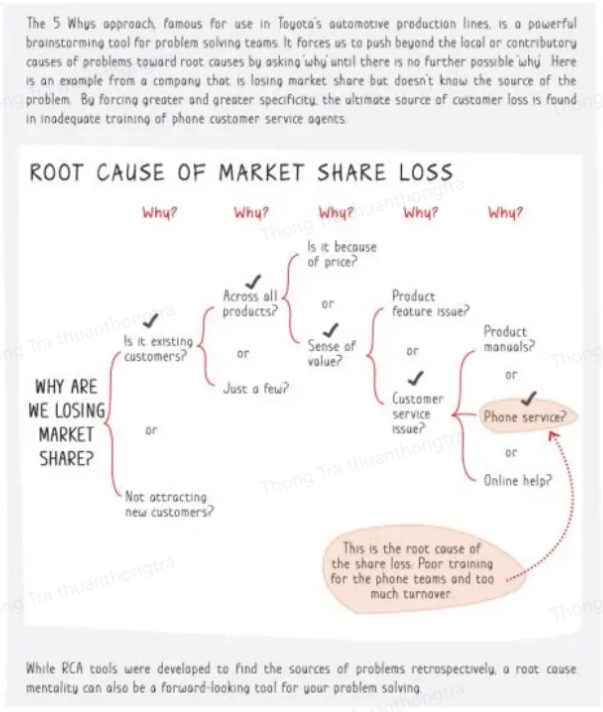 The 5 Whys approach, famous for use in Toyota's automotive production lines, is a powerful
brainstorming tool for problem solving teams. It forces us to push beyond the local or contributory
causes of problems toward root causes by asking 'why' until there is no further possible 'why'. Here
is an example from a company that is losing market share but doesn't know the source of the
problem. By forcing greater and greater specificity, the ultimate source of customer loss is found
in inadequate training of phone customer service agents.
ROOT CAUSE OF MARKET SHARE LOSS
Why? Why? Why? Why? Why?
WHY ARE
WE LOSING
MARKET
SHARE?
Is it existing
customers?
or
Not attracting
new customers?
Across all
products?
or
Just a few?
Is it because
of price?
or
Sense of
value?
Product
feature issue?
or
Customer
service
issue?
Product
manuals?
or
Phone service?
or
Online help?
This is the root cause of
the share loss: Poor training
for the phone teams and too
much turnover.
While RCA tools were developed to find the sources of problems retrospectively, a root cause
mentality can also be a forward-looking tool for your problem solving.
Thong Tra thuanthongtra
Thong Tra thuanthongtra
Thong Tra thuanthongtra
Thong Tra thuanthongtra